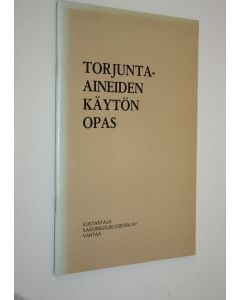 TORJUNTA-
AINEIDEN
KÄYTÖN
OPAS
KUSTANTAJA
KASVINSUOJELUSEURA RY
VANTAA